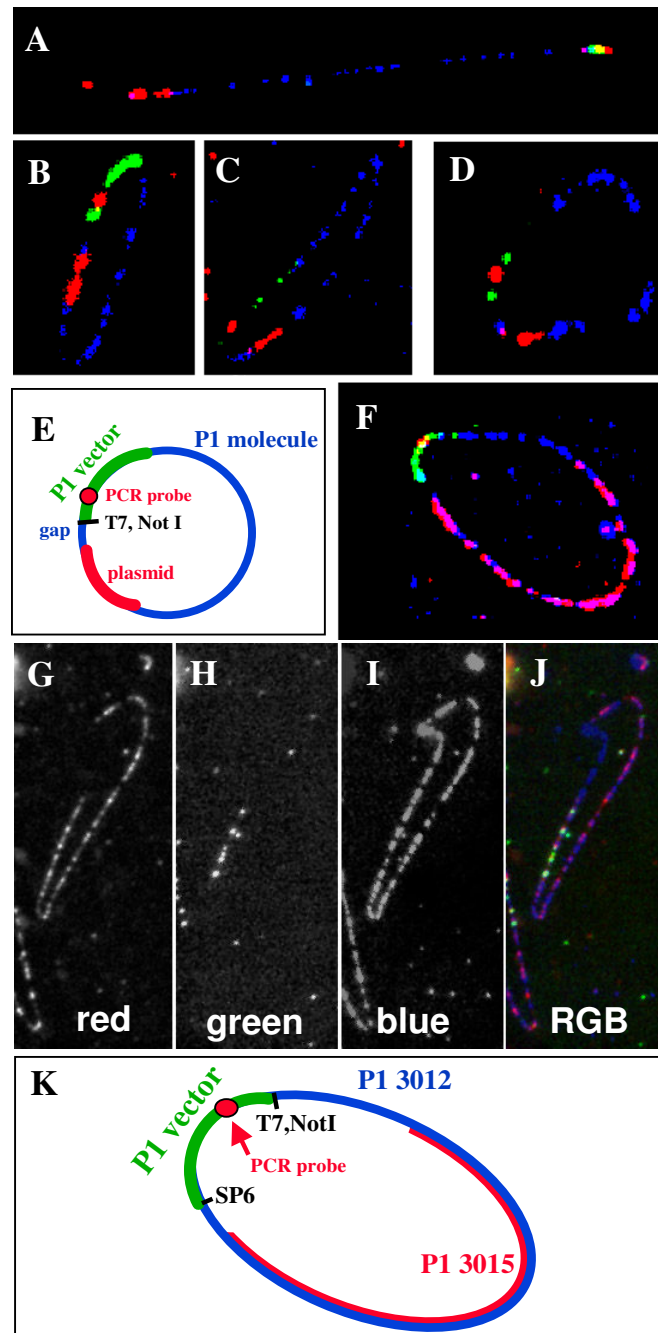 A
B
C
D
E
P1 vector
P1 molecule
PCR probe
T7, Not I
gap
plasmid
F
G
H
I
J
red
green
blue
RGB
K
P1 3012
P1 vector
T7,NotI
PCR probe
SP6
P1 3015